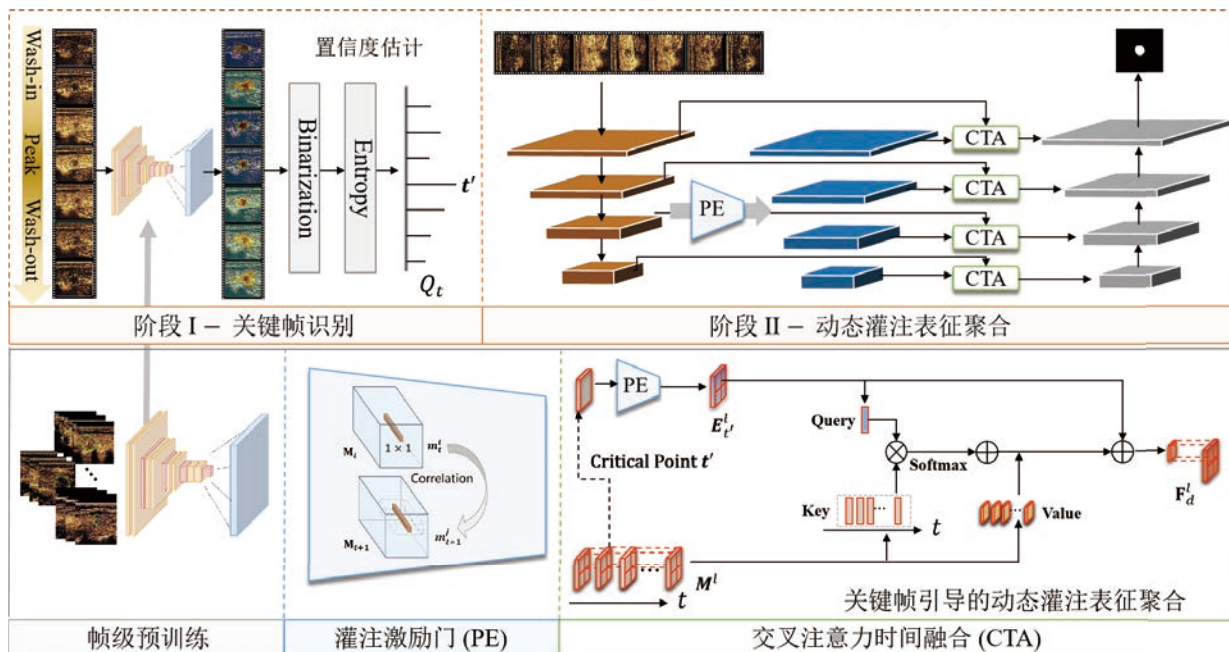 Wash-in
Peak
Wash-out
置信度估计
Binarization
Entropy
t′
Q_t
阶段 I – 关键帧识别
PE
CTA
CTA
CTA
CTA
阶段 II – 动态灌注表征聚合
帧级预训练
M_i
1 × 1
m_t^i
Correlation
M_{t+1}
m_{t+1}^i
灌注激励门 (PE)
PE
E_{t′}^l
Query
Critical Point t′
Softmax
Key
t
Value
F_d^l
M^l
t
关键帧引导的动态灌注表征聚合
交叉注意力时间融合 (CTA)